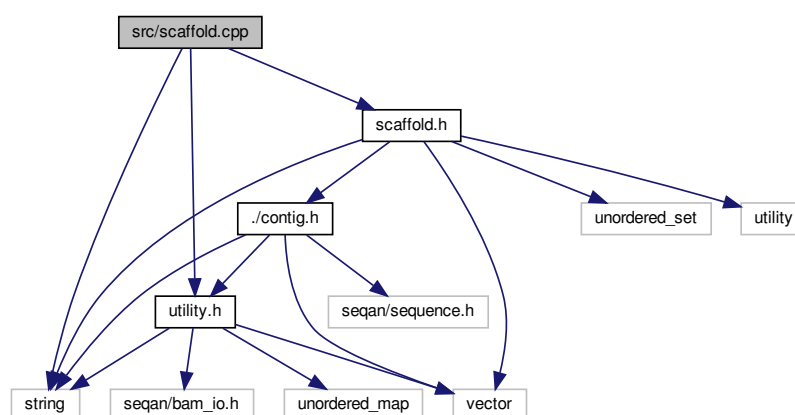 src/scaffold.cpp
scaffold.h
./contig.h
unordered_set
utility
utility.h
seqan/sequence.h
string
seqan/bam_io.h
unordered_map
vector